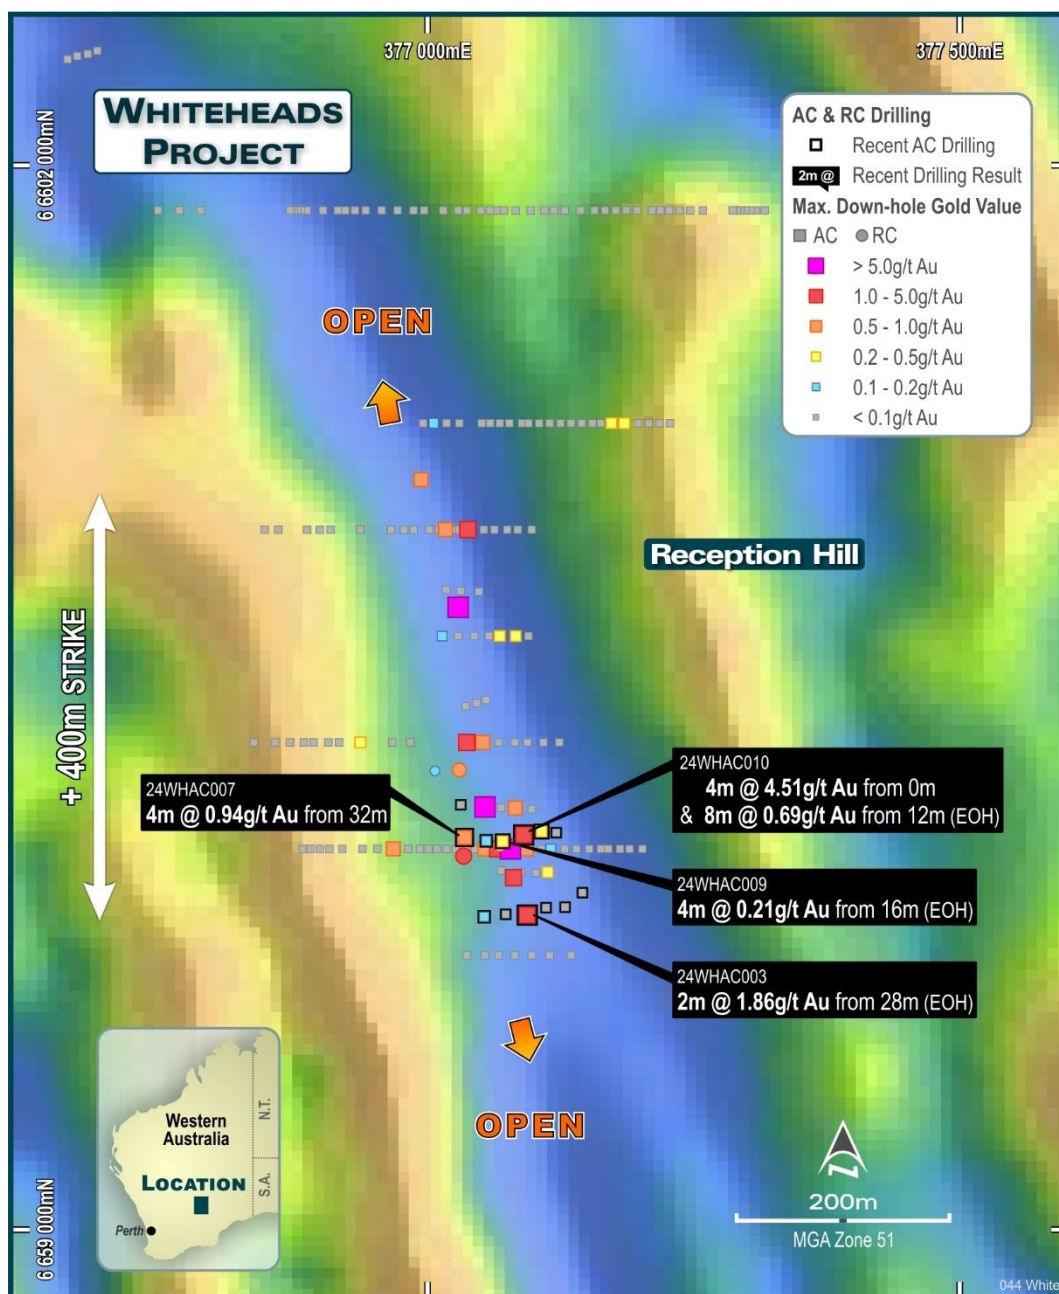 377 000mE
377 500mE
WHITEHEADS
PROJECT
6 6602 000mN
AC & RC Drilling
Recent AC Drilling
2m @
Recent Drilling Result
Max. Down-hole Gold Value
AC
RC
> 5.0g/t Au
1.0 - 5.0g/t Au
0.5 - 1.0g/t Au
0.2 - 0.5g/t Au
0.1 - 0.2g/t Au
< 0.1g/t Au
OPEN
Reception Hill
+ 400m STRIKE
24WHAC010
4m @ 4.51g/t Au from 0m
& 8m @ 0.69g/t Au from 12m (EOH)
24WHAC007
4m @ 0.94g/t Au from 32m
24WHAC009
4m @ 0.21g/t Au from 16m (EOH)
24WHAC003
2m @ 1.86g/t Au from 28m (EOH)
OPEN
Western
Australia
N.T.
S.A.
LOCATION
Perth
6 659 000mN
N
200m
MGA Zone 51
044 White